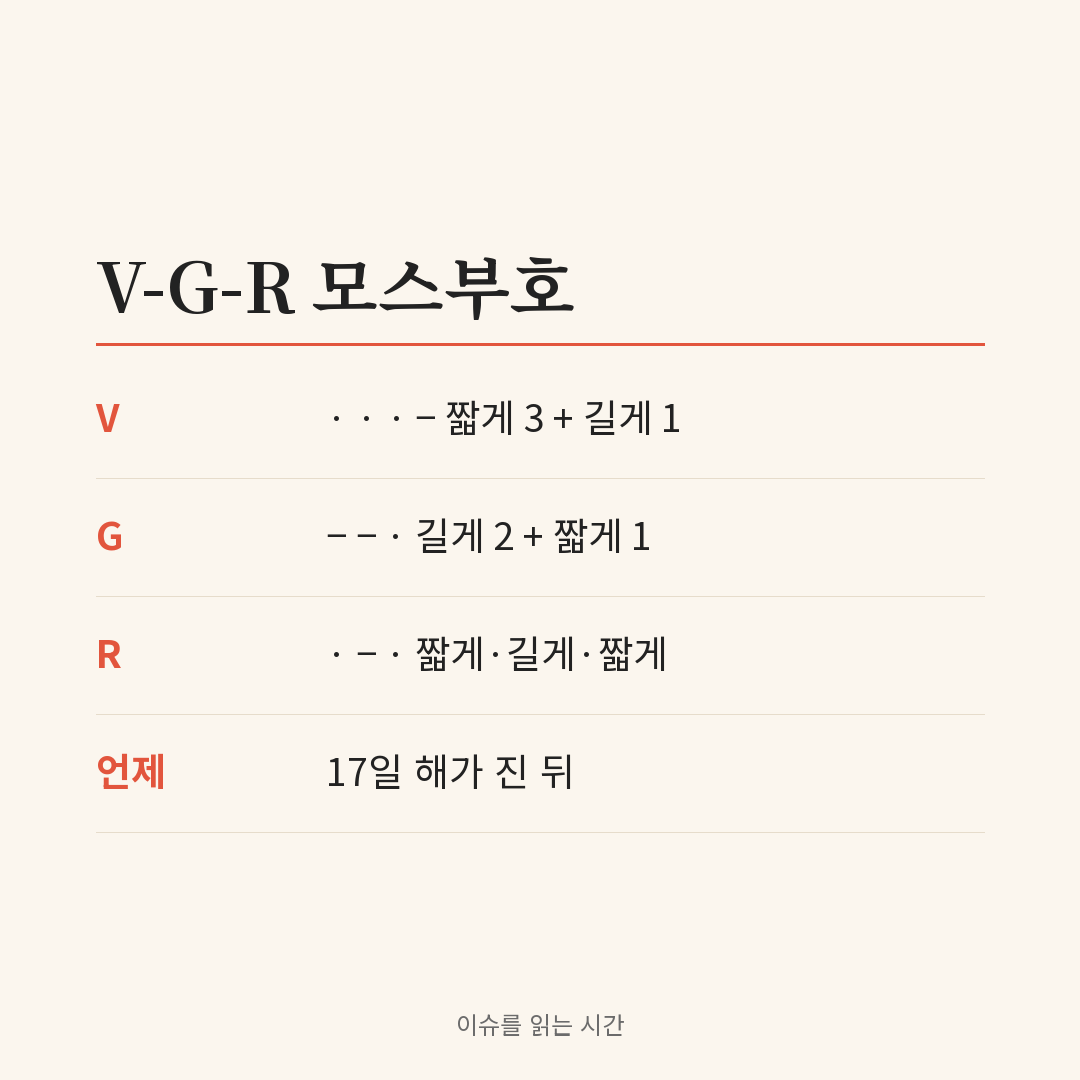 V-G-R 모스부호
V · · · − 짧게 3 + 길게 1
G − − · 길게 2 + 짧게 1
R · − · 짧게·길게·짧게
언제 17일 해가 진 뒤
이슈를 읽는 시간